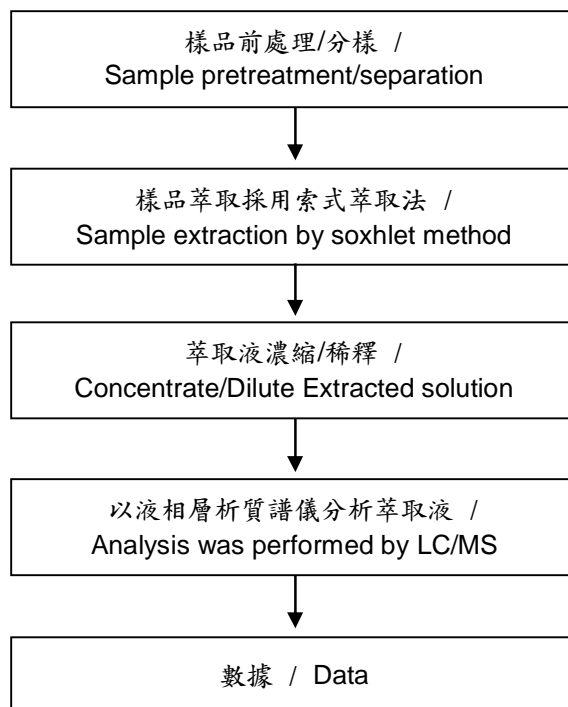 樣品前處理/分樣 /
Sample pretreatment/separation
樣品萃取採用索式萃取法 /
Sample extraction by soxhlet method
萃取液濃縮/稀釋 /
Concentrate/Dilute Extracted solution
以液相層析質譜儀分析萃取液 /
Analysis was performed by LC/MS
數據 / Data